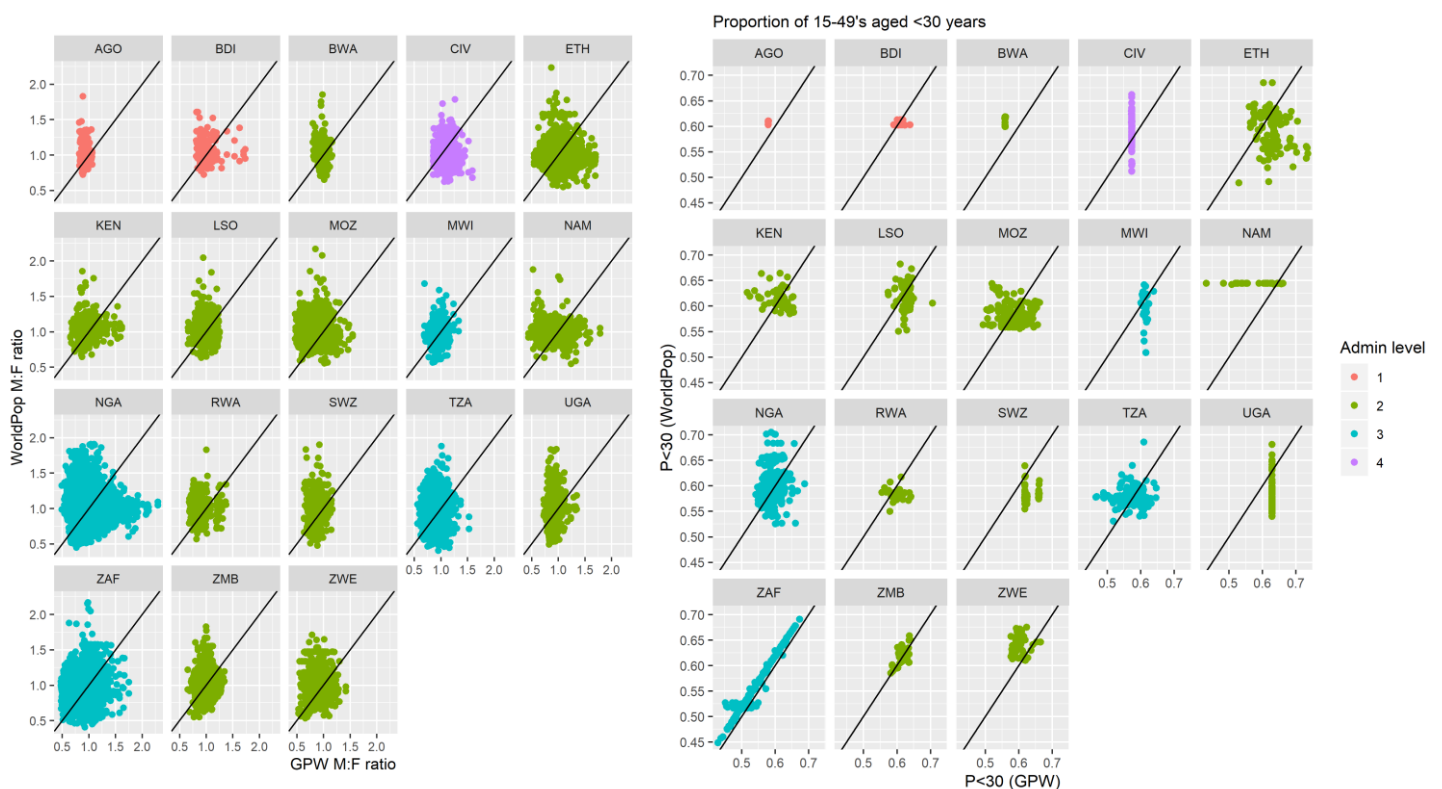 AGO BDI BWA CIV ETH
2.0
1.5
1.0
0.5
KEN LSO MOZ MWI NAM
2.0
1.5
1.0
0.5
NGA RWA SWZ TZA UGA
2.0
1.5
1.0
0.5
0.5 1.0 1.5 2.0 0.5 1.0 1.5 2.0
ZAF ZMB ZWE
2.0
1.5
1.0
0.5
0.5 1.0 1.5 2.0 0.5 1.0 1.5 2.0 0.5 1.0 1.5 2.0
GPW M:F ratio
WorldPop M:F ratio
Proportion of 15-49's aged <30 years
AGO BDI BWA CIV ETH
0.70
0.65
0.60
0.55
0.50
0.45
KEN LSO MOZ MWI NAM
0.70
0.65
0.60
0.55
0.50
0.45
NGA RWA SWZ TZA UGA
0.70
0.65
0.60
0.55
0.50
0.45
0.5 0.6 0.7 0.5 0.6 0.7
ZAF ZMB ZWE
0.70
0.65
0.60
0.55
0.50
0.45
0.5 0.6 0.7 0.5 0.6 0.7 0.5 0.6 0.7
P<30 (GPW)
P<30 (WorldPop)
Admin level
1
2
3
4